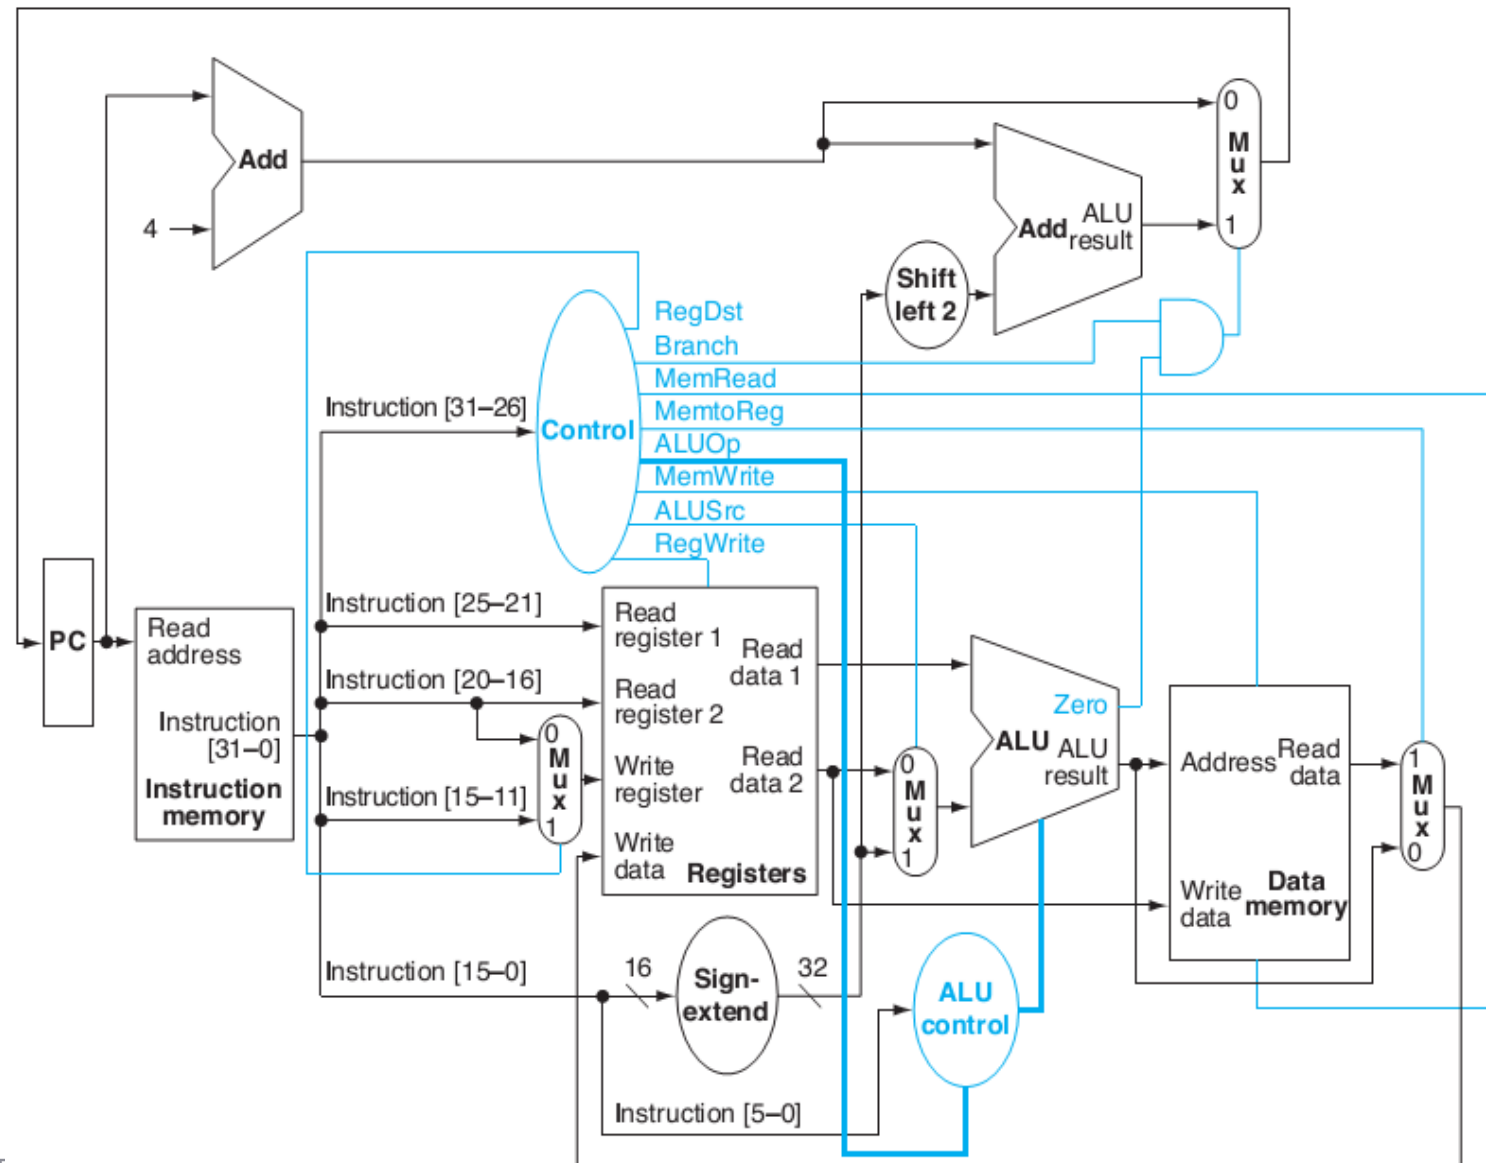 0
Mux
1
Add
4
Add
ALU
result
Shift
left 2
RegDst
Branch
MemRead
MemtoReg
ALUOp
MemWrite
ALUSrc
RegWrite
Control
Instruction [31–26]
Instruction [25–21]
Instruction [20–16]
Instruction [15–11]
Instruction [15–0]
Instruction [5–0]
PC
Read
address
Instruction
[31–0]
Instruction
memory
0
Mux
1
Read
register 1
Read
register 2
Write
register
Write
data
Read
data 1
Read
data 2
Registers
0
Mux
1
Zero
ALU
ALU
result
Address
Read
data
Write
data
Data
memory
1
Mux
0
16
Sign-
extend
32
ALU
control